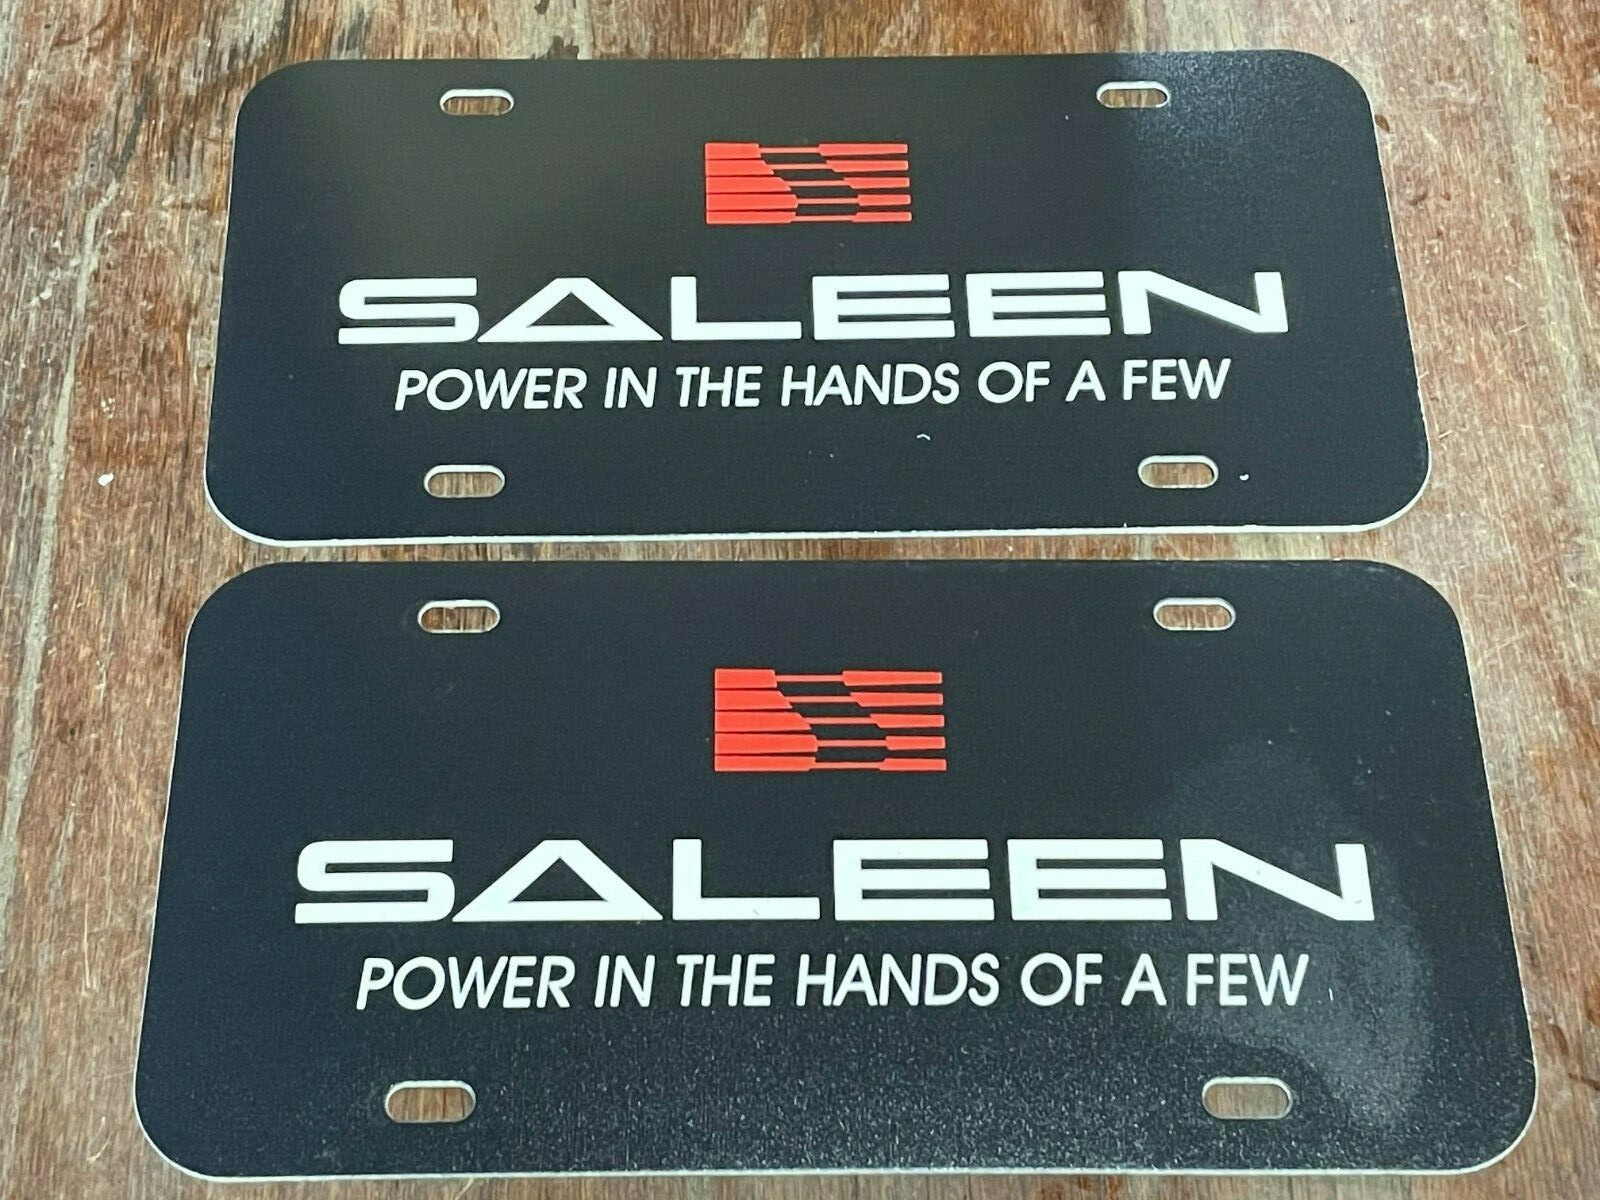 SALEEN
POWER IN THE HANDS OF A FEW
SALEEN
POWER IN THE HANDS OF A FEW